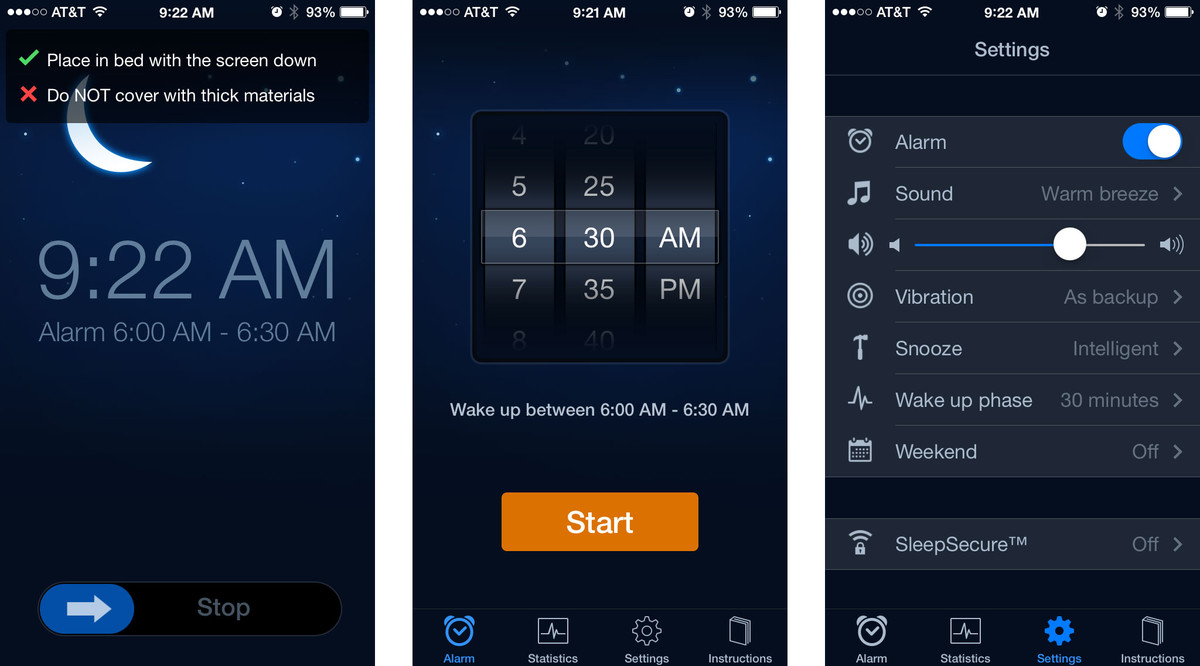 ●●●○○ AT&T 9:22 AM 93%
Place in bed with the screen down
Do NOT cover with thick materials
9:22 AM
Alarm 6:00 AM - 6:30 AM
Stop
●●●○○ AT&T 9:21 AM 93%
4 20
5 25
6 30 AM
7 35 PM
8 40
Wake up between 6:00 AM - 6:30 AM
Start
Alarm Statistics Settings Instructions
●●●○○ AT&T 9:22 AM 93%
Settings
Alarm
Sound Warm breeze
Vibration As backup
Snooze Intelligent
Wake up phase 30 minutes
Weekend Off
SleepSecure™ Off
Alarm Statistics Settings Instructions